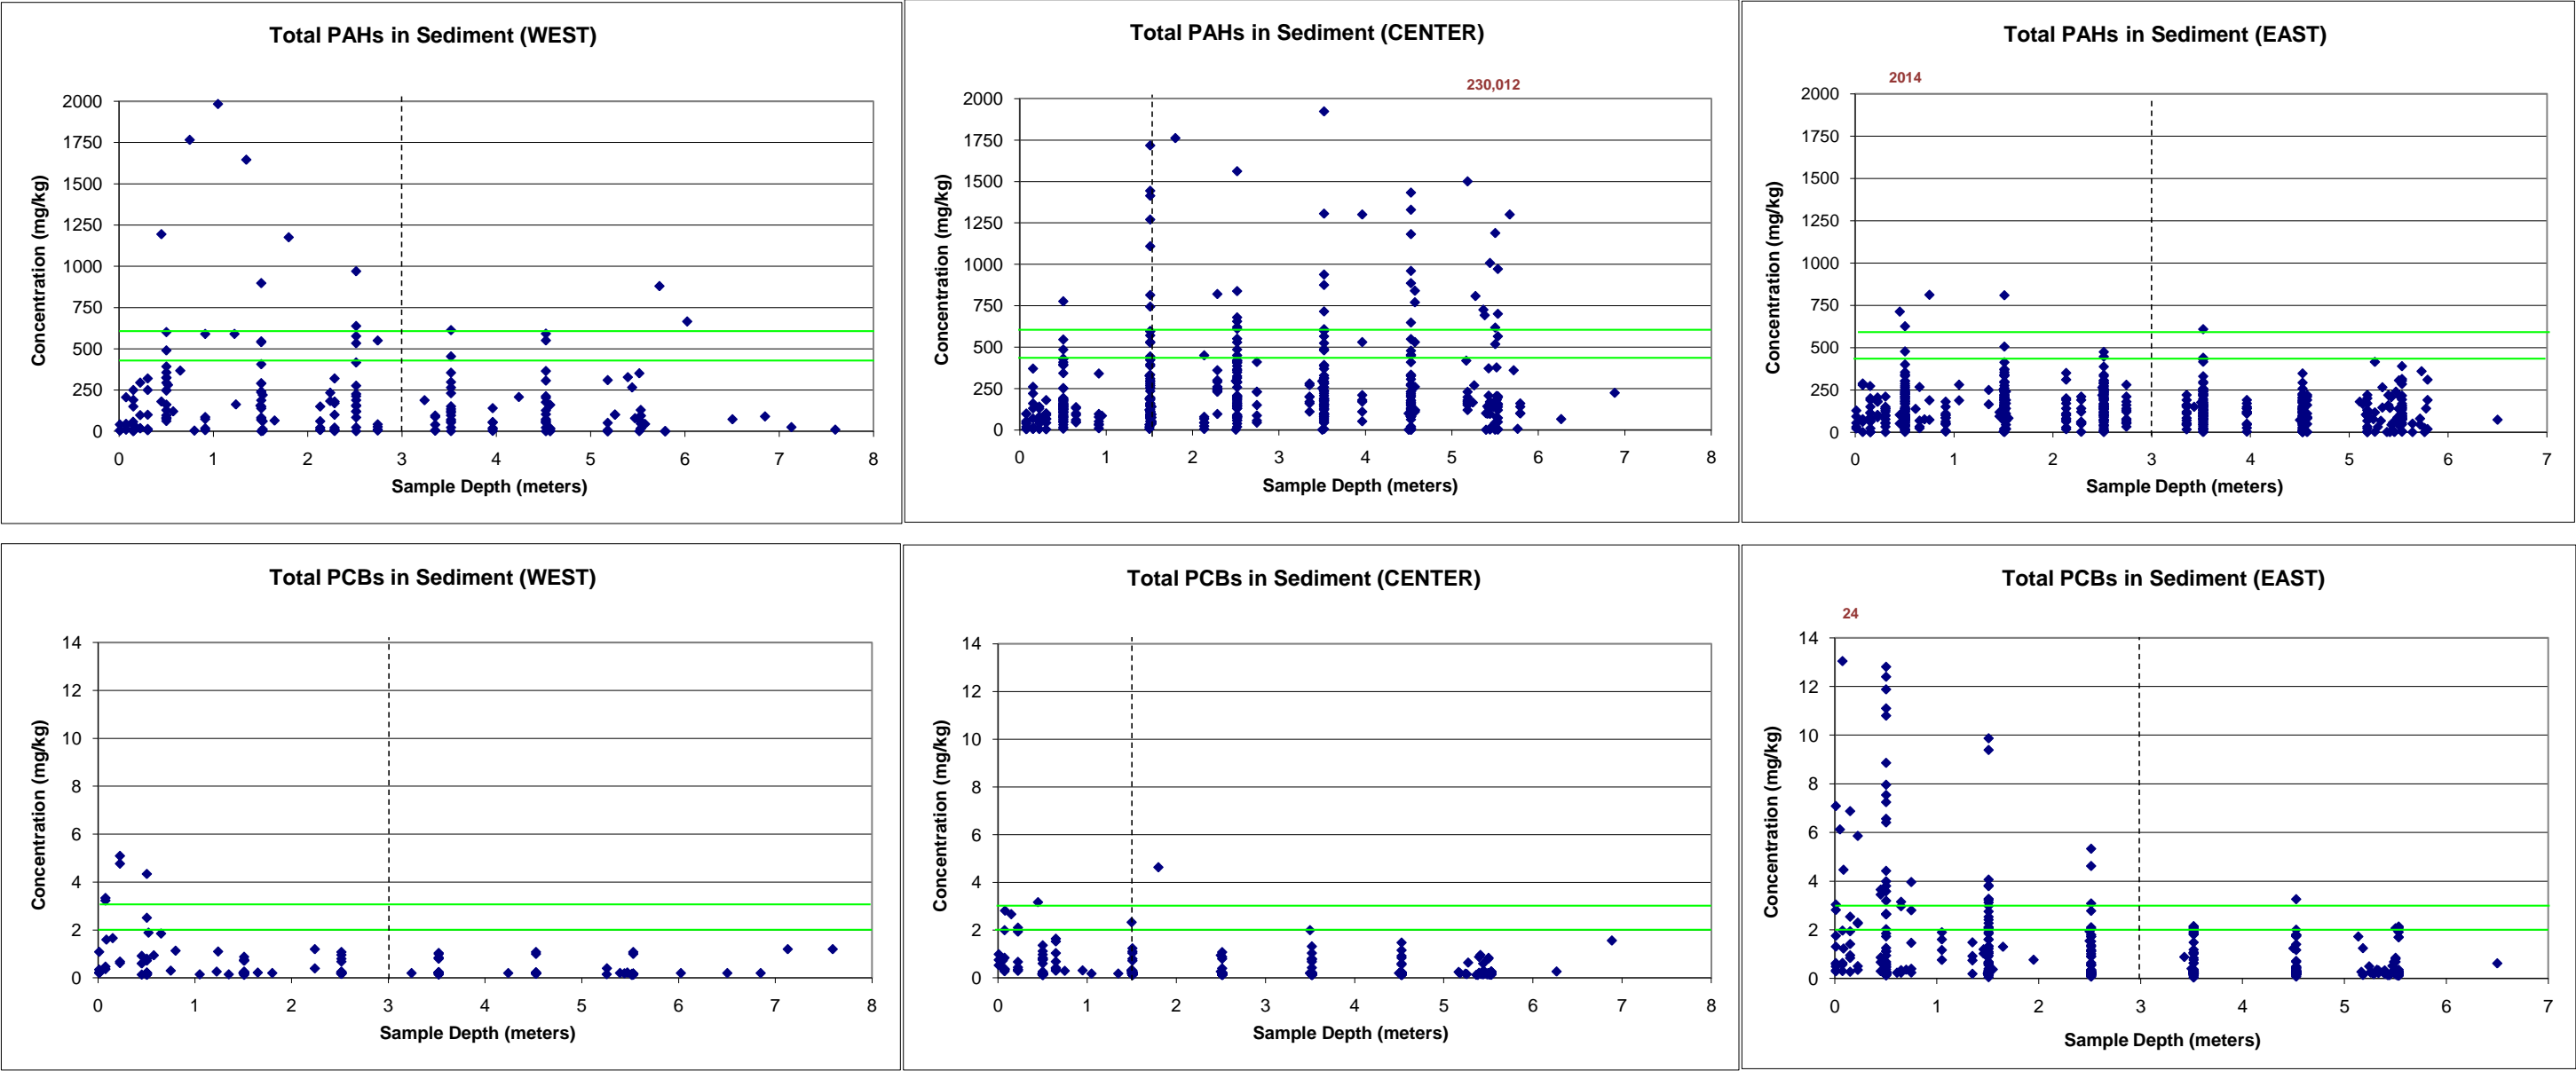 Total PAHs in Sediment (WEST)
2000
1750
1500
1250
1000
750
500
250
0
0 1 2 3 4 5 6 7 8
Concentration (mg/kg)
Sample Depth (meters)
Total PAHs in Sediment (CENTER)
230,012
2000
1750
1500
1250
1000
750
500
250
0
0 1 2 3 4 5 6 7 8
Concentration (mg/kg)
Sample Depth (meters)
Total PAHs in Sediment (EAST)
2014
2000
1750
1500
1250
1000
750
500
250
0
0 1 2 3 4 5 6 7
Concentration (mg/kg)
Sample Depth (meters)
Total PCBs in Sediment (WEST)
14
12
10
8
6
4
2
0
0 1 2 3 4 5 6 7 8
Concentration (mg/kg)
Sample Depth (meters)
Total PCBs in Sediment (CENTER)
14
12
10
8
6
4
2
0
0 1 2 3 4 5 6 7 8
Concentration (mg/kg)
Sample Depth (meters)
Total PCBs in Sediment (EAST)
24
14
12
10
8
6
4
2
0
0 1 2 3 4 5 6 7
Concentration (mg/kg)
Sample Depth (meters)